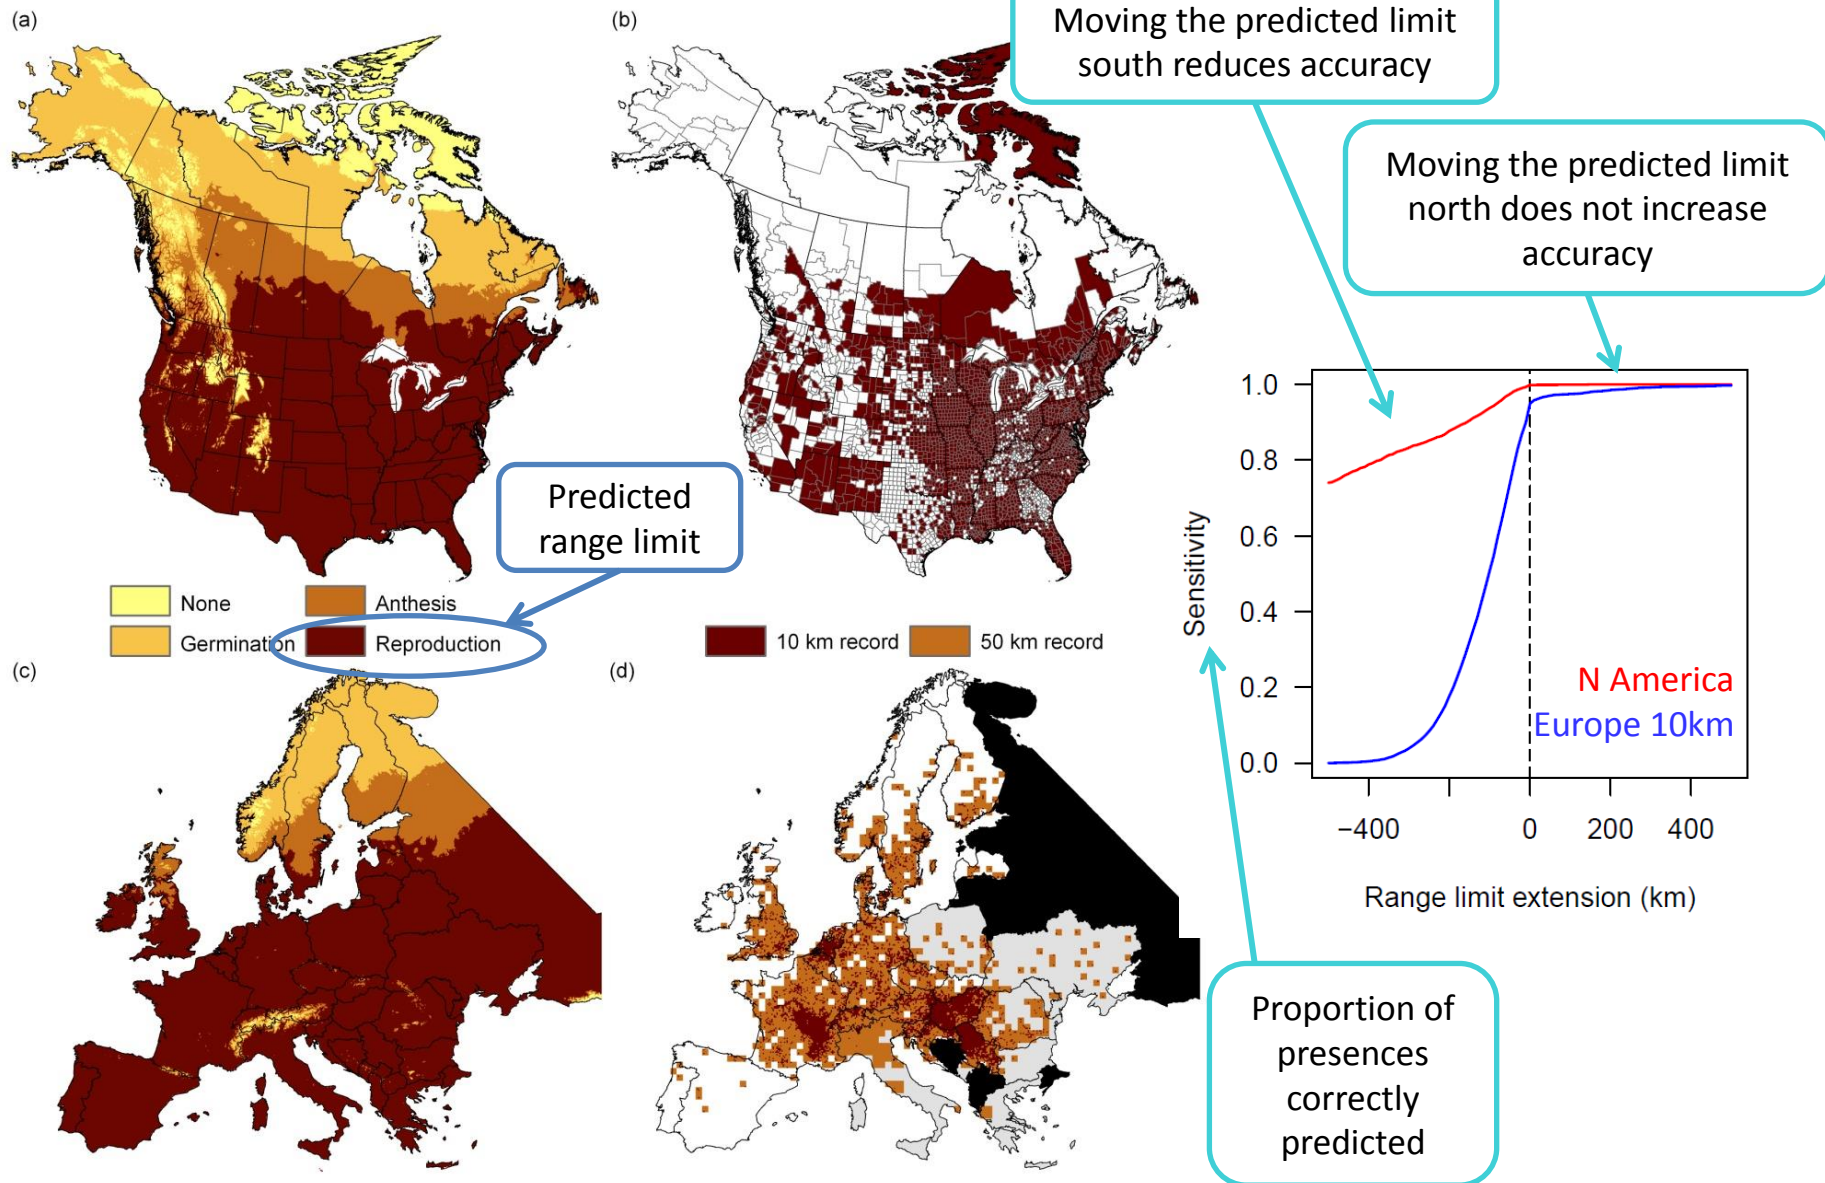 (a)
(b)
Moving the predicted limit
south reduces accuracy
Moving the predicted limit
north does not increase
accuracy
Predicted
range limit
None
Anthesis
Germination
Reproduction
10 km record
50 km record
(c)
(d)
1.0
0.8
0.6
0.4
0.2
0.0
Sensitivity
N America
Europe 10km
−400
0
200
400
Range limit extension (km)
Proportion of
presences
correctly
predicted